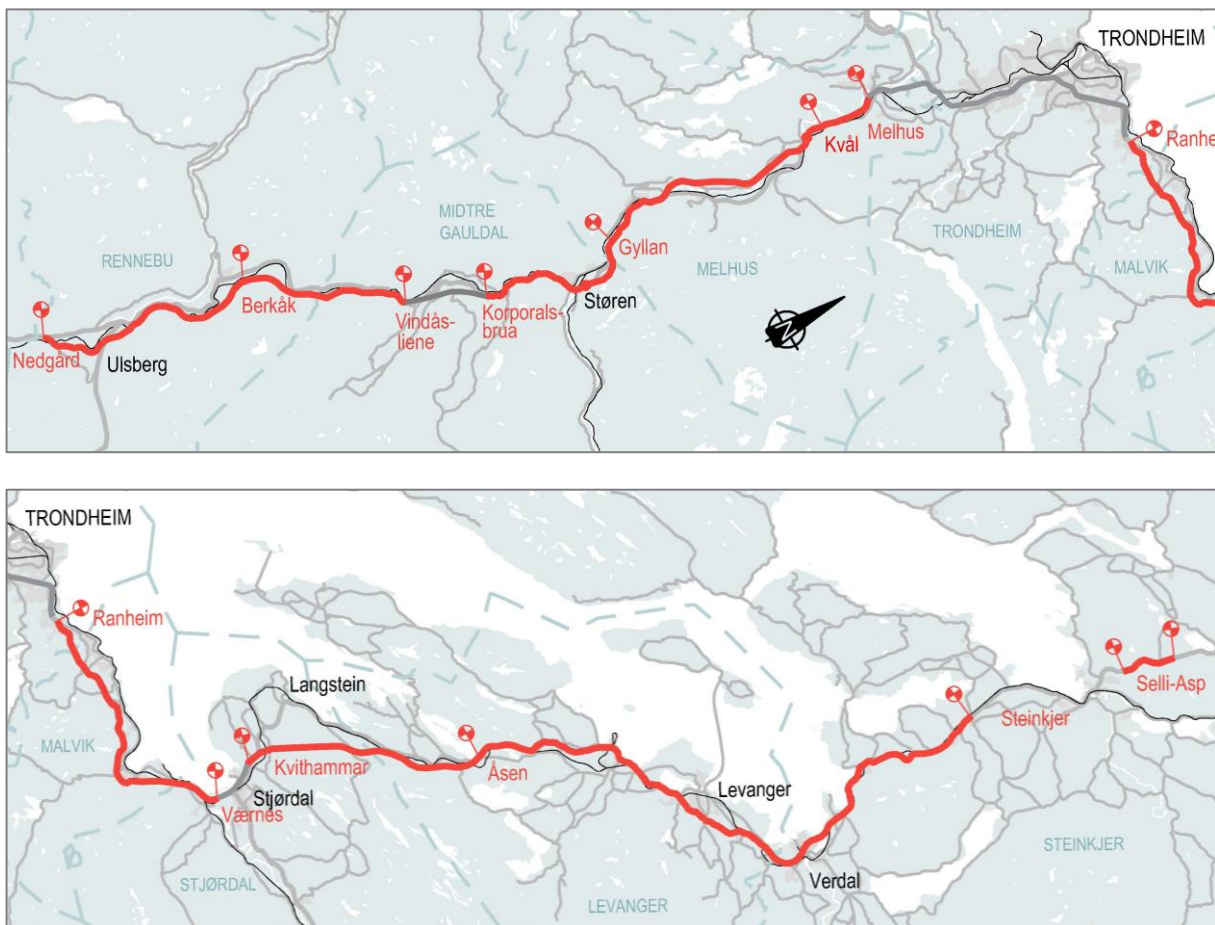 TRONDHEIM
Ranhe
Melhus
Kvål
MIDTRE
GAULDAL
RENNEBU
Gyllan
TRONDHEIM
MELHUS
MALVIK
Berkåk
Vindås-
liene
Korporals-
brua
Støren
Nedgård
Ulsberg
N
TRONDHEIM
Ranheim
Langstein
Selli-Asp
Steinkjer
MALVIK
Kvithammar
Åsen
Levanger
Stjørdal
Værnes
STEINKJER
Verdal
STJØRDAL
LEVANGER